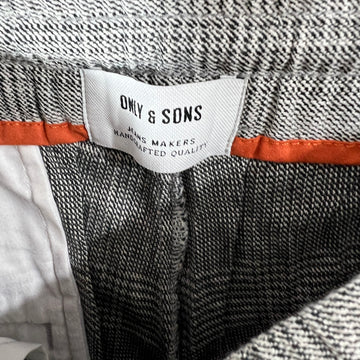 ONLY & SONS
JEANS MAKERS
HANDCRAFTED QUALITY